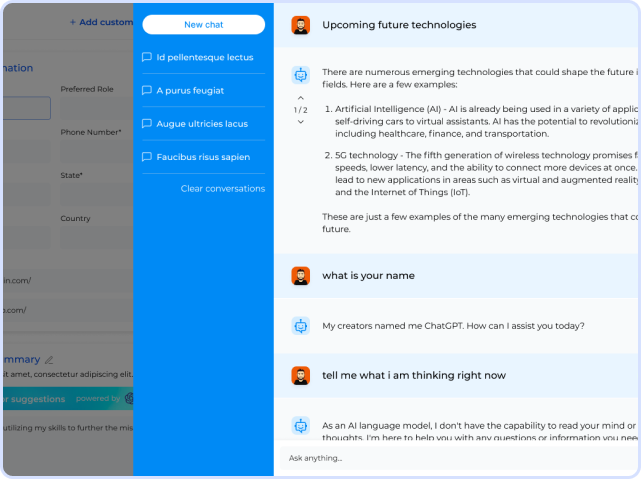 + Add custom
mation
Preferred Role
Phone Number*
State*
Country
in.com/
o.com/
ummary
sit amet, consectetur adipiscing elit.
or suggestions powered by
utilizing my skills to further the mis
New chat
Id pellentesque lectus
A purus feugiat
Augue ultricies lacus
Faucibus risus sapien
Clear conversations
Upcoming future technologies
There are numerous emerging technologies that could shape the future i
fields. Here are a few examples:
1 / 2
1. Artificial Intelligence (AI) - AI is already being used in a variety of applic
self-driving cars to virtual assistants. AI has the potential to revolutioni
including healthcare, finance, and transportation.
2. 5G technology - The fifth generation of wireless technology promises f
speeds, lower latency, and the ability to connect more devices at once.
lead to new applications in areas such as virtual and augmented reality
and the Internet of Things (IoT).
These are just a few examples of the many emerging technologies that co
future.
what is your name
My creators named me ChatGPT. How can I assist you today?
tell me what i am thinking right now
As an AI language model, I don't have the capability to read your mind or
thoughts. I'm here to help you with any questions or information you nee
Ask anything...